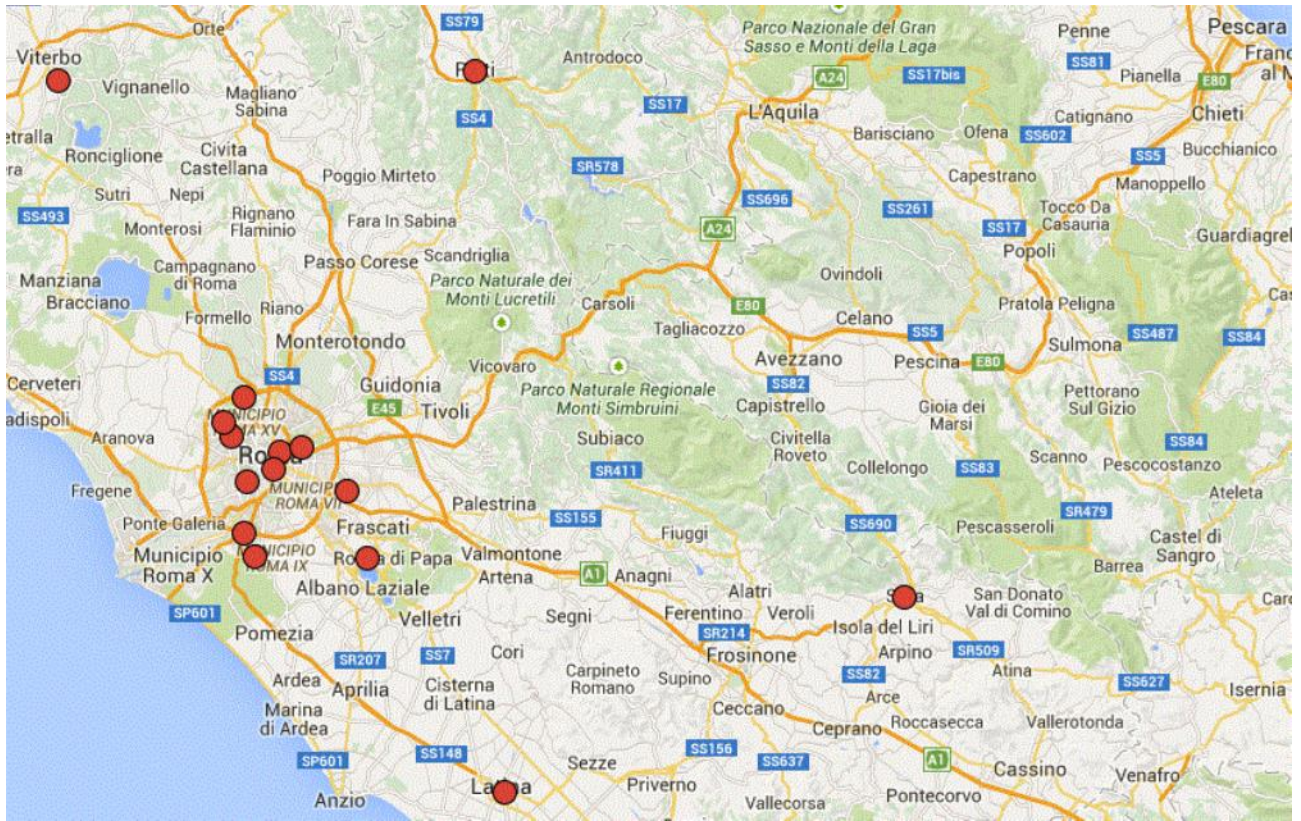 Orte
SS79
Parco Nazionale del Gran
Sasso e Monti della Laga
Penne
Pescara
Viterbo
Antrodoco
SS81
Vignanello
Magliano
Sabina
A24
SS17bis
Pianella
E80
SS17
L'Aquila
Catignano
Chieti
SS4
Barisciano
Ofena
SS602
Ronciglione
Civita
Castellana
SS5
Bucchianico
Poggio Mirteto
SR578
Capestrano
Manoppello
Sutri
Nepi
SS696
SS493
Rignano
Flaminio
Fara In Sabina
SS261
Tocco Da
Casauria
Monterosi
A24
SS17
Scandriglia
Popoli
Campagnano
di Roma
Passo Corese
Manziana
Parco Naturale dei
Monti Lucretili
Ovindoli
Bracciano
Riano
Carsoli
Pratola Peligna
Formello
E80
Celano
Tagliacozzo
SS5
SS487
SS84
Monterotondo
Sulmona
Avezzano
Pescina
E80
Vicovaro
SS4
Cerveteri
Guidonia
Parco Naturale Regionale
Monti Simbruini
SS82
Pettorano
Sul Gizio
E45
Tivoli
Capistrello
Gioia dei
Marsi
Aranova
Subiaco
Civitella
Roveto
SS84
Scanno
SR411
Collelongo
SS83
Pescocostanzo
Fregene
Ateleta
Palestrina
SR479
Ponte Galeria
Frascati
SS155
SS690
Pescasseroli
Fiuggi
Castel di
Sangro
Municipio
Roma X
Valmontone
Barrea
Artena
A1
Anagni
Albano Laziale
Alatri
San Donato
Val di Comino
SP601
Velletri
Segni
Ferentino
Veroli
Isola del Liri
Pomezia
SR214
SR207
SS7
Cori
Frosinone
Arpino
SR509
Ardea
Aprilia
Cisterna
di Latina
Carpineto
Romano
Supino
SS82
Atina
SS627
Isernia
Marina
di Ardea
Arce
Ceccano
Roccasecca
Vallerotonda
Ceprano
SS148
SS156
SP601
Sezze
SS637
A1
Cassino
Venafro
Priverno
Anzio
Vallecorsa
Pontecorvo